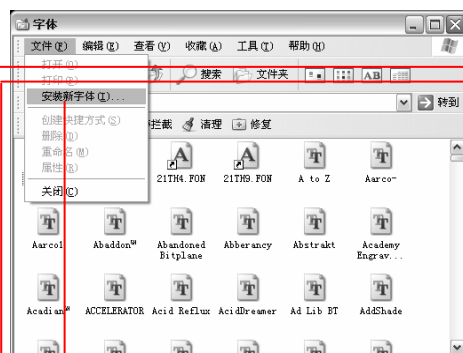 字体
文件(F) 编辑(E) 查看(V) 收藏(A) 工具(T) 帮助(H)
打开(O)
搜索 文件夹
打印(P)
安装新字体(I)...
转到
创建快捷方式(S)
拦截 清理 修复
删除(D)
重命名(M)
属性(R)
关闭(C)
21TH4.FON 21TH9.FON A to Z Aarco-
Aarco1 Abaddon™ Abandoned Bitplane Abberancy Abstrakt Academy Engrav...
Acadian™ ACCELERATOR Acid Reflux AcidDreamer Ad Lib BT AddShade